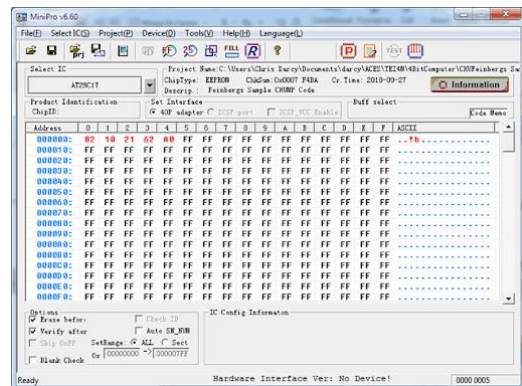 MiniPro v6.60
File(F) Select IC(S) Project(P) Device(D) Tools(V) Help(H) Language(L)
Select IC
AT28C17
Project Name:C:\Users\Chris Darcy\Documents\darcy\ACES\TEI4N\4BitComputer\CHUMP\Feinbergs Sa
ChipType: EEPROM ChkSum:0x0007 F4DA Cr.Time: 2018-09-27
Descrip.: Feinbergs Sample CHUMP Code
Information
Product Identification
ChipID:
Set Interface
40P adapter ICSP port ICSP_VCC Enable
Buff select
Code Memo
Address 0 1 2 3 4 5 6 7 8 9 A B C D E F ASCII
000000: 82 10 21 62 A0 FF FF FF FF FF FF FF FF FF FF FF ..!b............
000010: FF FF FF FF FF FF FF FF FF FF FF FF FF FF FF FF ................
000020: FF FF FF FF FF FF FF FF FF FF FF FF FF FF FF FF ................
000030: FF FF FF FF FF FF FF FF FF FF FF FF FF FF FF FF ................
000040: FF FF FF FF FF FF FF FF FF FF FF FF FF FF FF FF ................
000050: FF FF FF FF FF FF FF FF FF FF FF FF FF FF FF FF ................
000060: FF FF FF FF FF FF FF FF FF FF FF FF FF FF FF FF ................
000070: FF FF FF FF FF FF FF FF FF FF FF FF FF FF FF FF ................
000080: FF FF FF FF FF FF FF FF FF FF FF FF FF FF FF FF ................
000090: FF FF FF FF FF FF FF FF FF FF FF FF FF FF FF FF ................
0000A0: FF FF FF FF FF FF FF FF FF FF FF FF FF FF FF FF ................
0000B0: FF FF FF FF FF FF FF FF FF FF FF FF FF FF FF FF ................
0000C0: FF FF FF FF FF FF FF FF FF FF FF FF FF FF FF FF ................
0000D0: FF FF FF FF FF FF FF FF FF FF FF FF FF FF FF FF ................
0000E0: FF FF FF FF FF FF FF FF FF FF FF FF FF FF FF FF ................
0000F0: FF FF FF FF FF FF FF FF FF FF FF FF FF FF FF FF ................
Options
Erase befor Check ID
Verify after Auto SN_NUM
Skip 0xFF SetRange: ALL Sect
Blank Check 0x 00000000 -> 000007FF
IC Config Informaton
Ready Hardware Interface Ver: No Device! 0000 0005